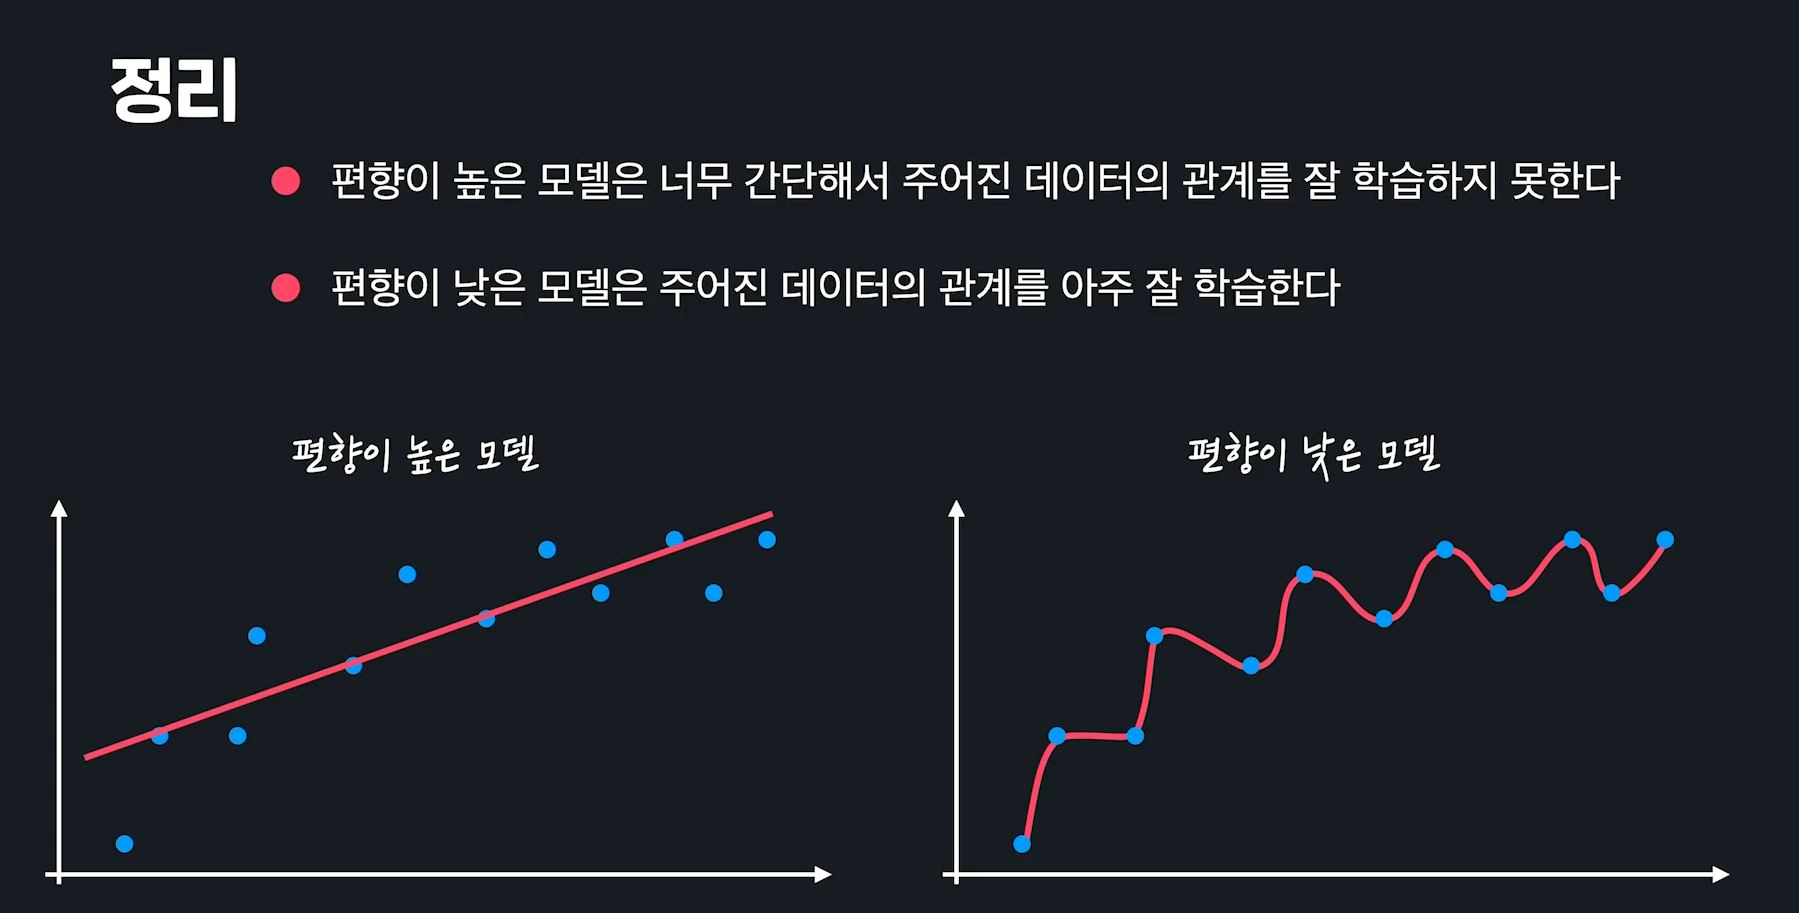 정리
편향이 높은 모델은 너무 간단해서 주어진 데이터의 관계를 잘 학습하지 못한다
편향이 낮은 모델은 주어진 데이터의 관계를 아주 잘 학습한다
편향이 높은 모델
편향이 낮은 모델